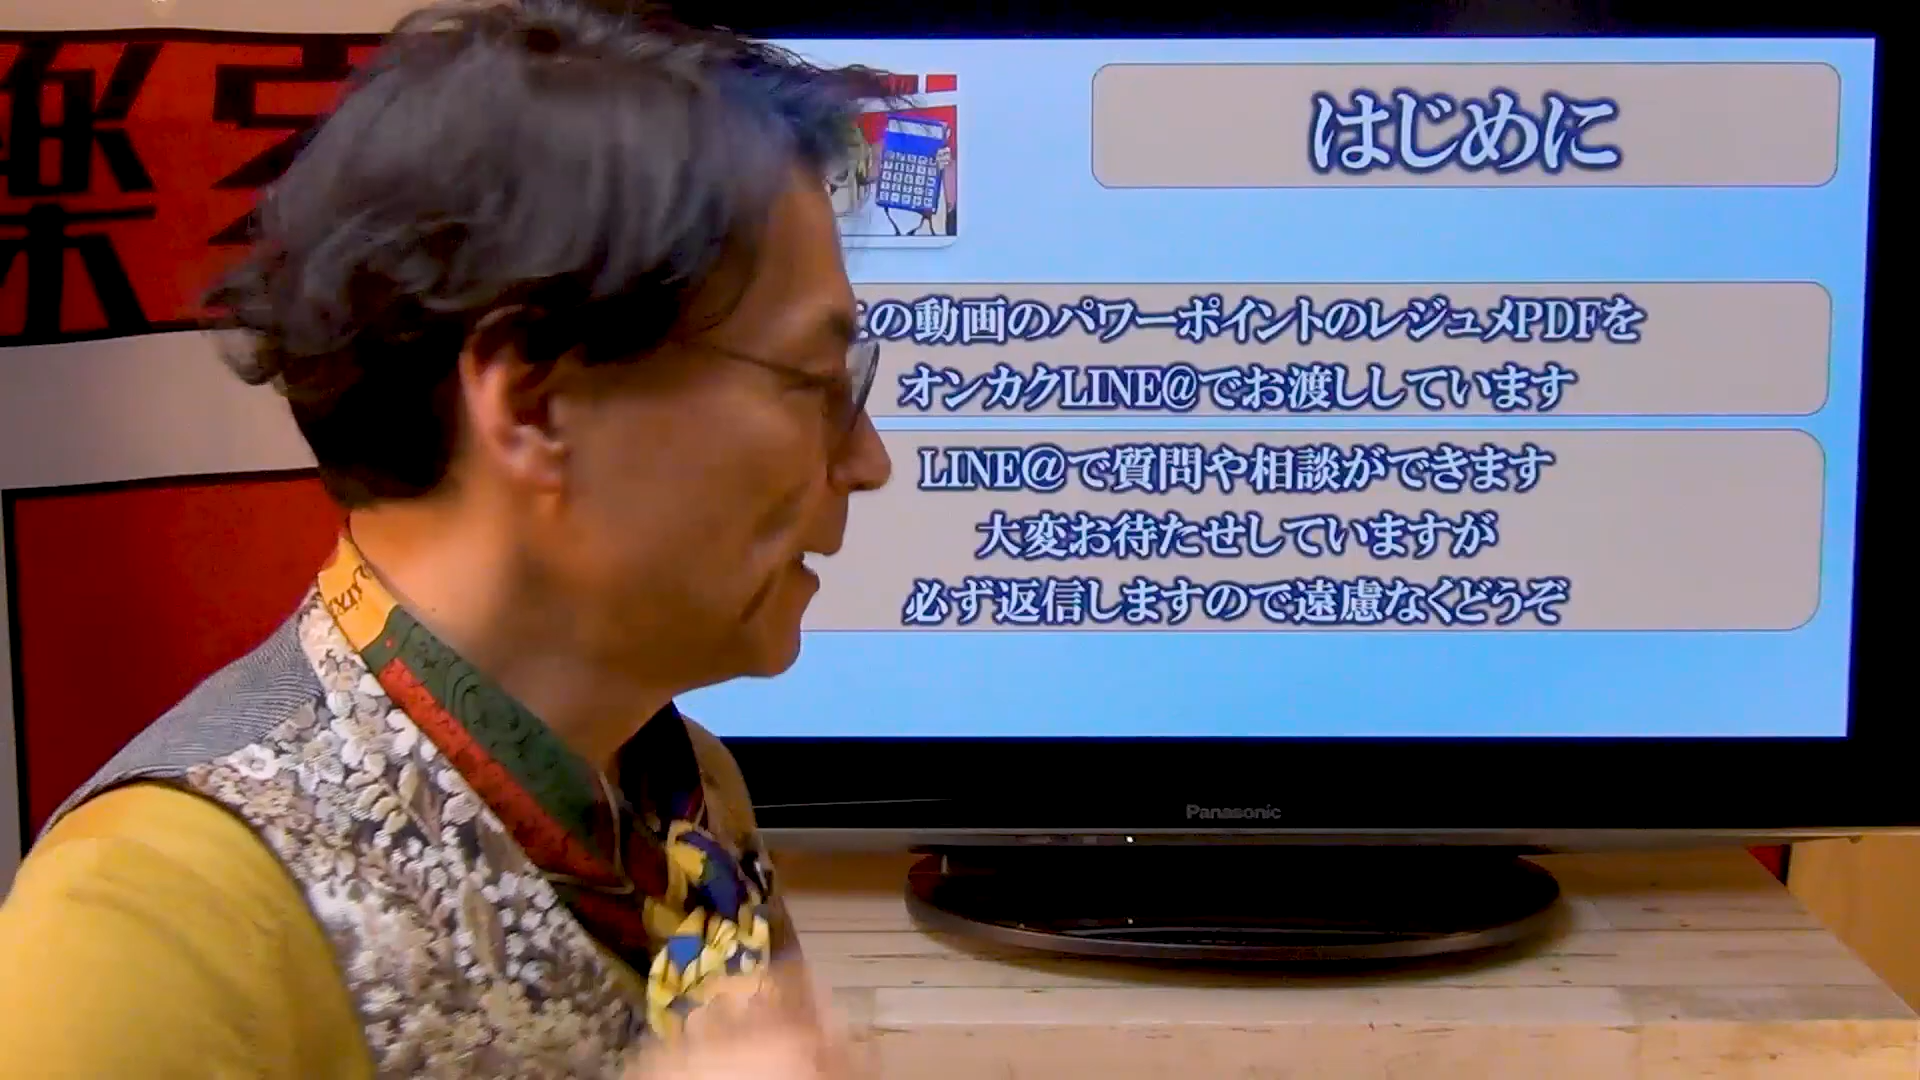 はじめに
の動画のパワーポイントのレジュメPDFを
オンカクLINE@でお渡ししています
LINE@で質問や相談ができます
大変お待たせしていますが
必ず返信しますので遠慮なくどうぞ
Panasonic